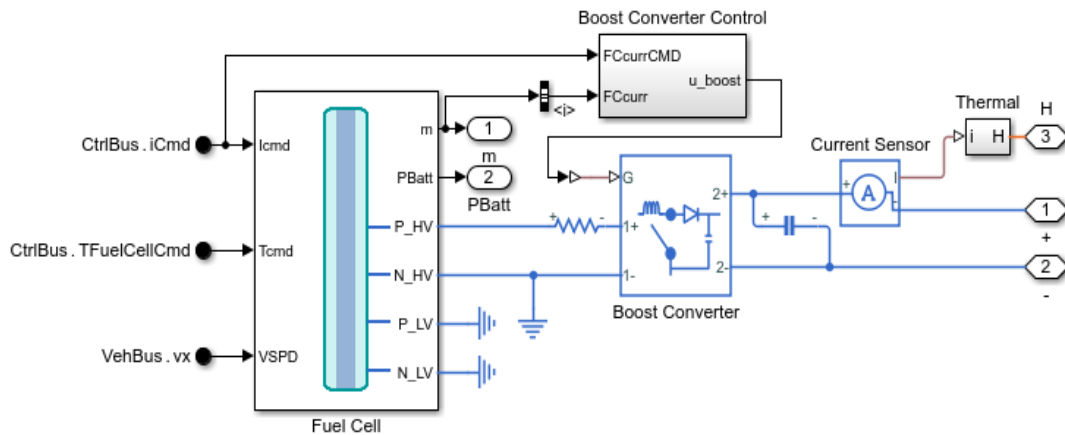 Boost Converter Control
FCcurrCMD
u_boost
FCcurr
<i>
Thermal
H
i
H
3
CtrlBus.iCmd
Icmd
m
1
m
Current Sensor
PBatt
2
PBatt
G
2+
+
A
I
-
1
+
CtrlBus.TFuelCellCmd
Tcmd
P_HV
+
-
1+
+
-
N_HV
1-
2-
2
-
Boost Converter
P_LV
VehBus.vx
VSPD
N_LV
Fuel Cell